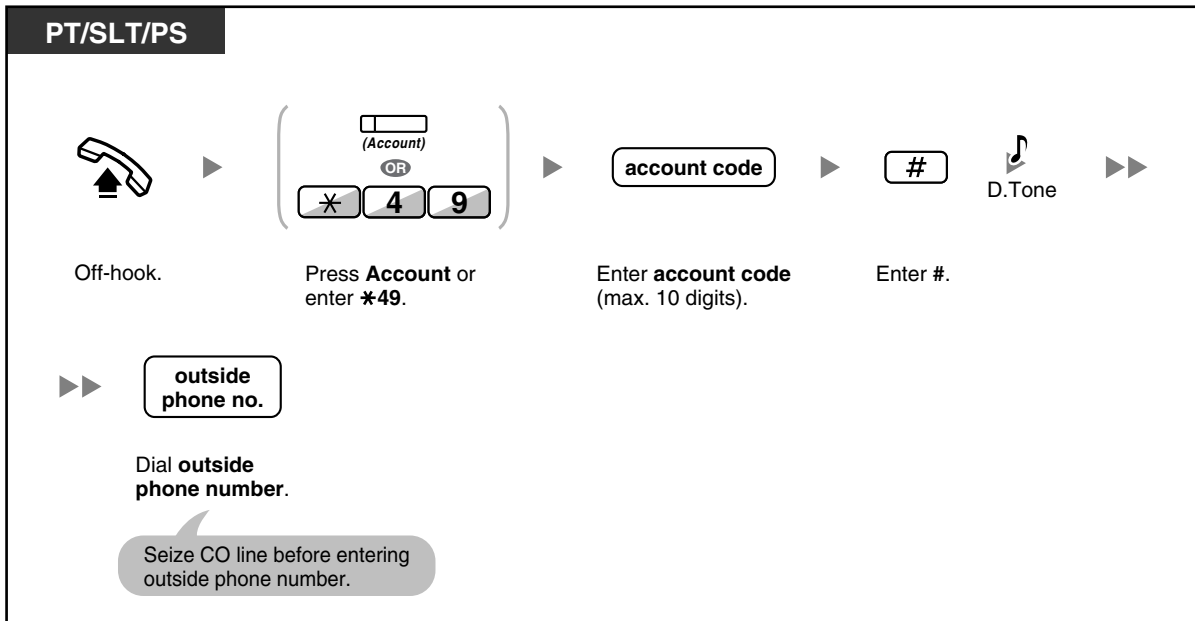 PT/SLT/PS
(Account)
OR
* 4 9
account code
#
D.Tone
Off-hook.
Press Account or
enter *49.
Enter account code
(max. 10 digits).
Enter #.
outside
phone no.
Dial outside
phone number.
Seize CO line before entering
outside phone number.